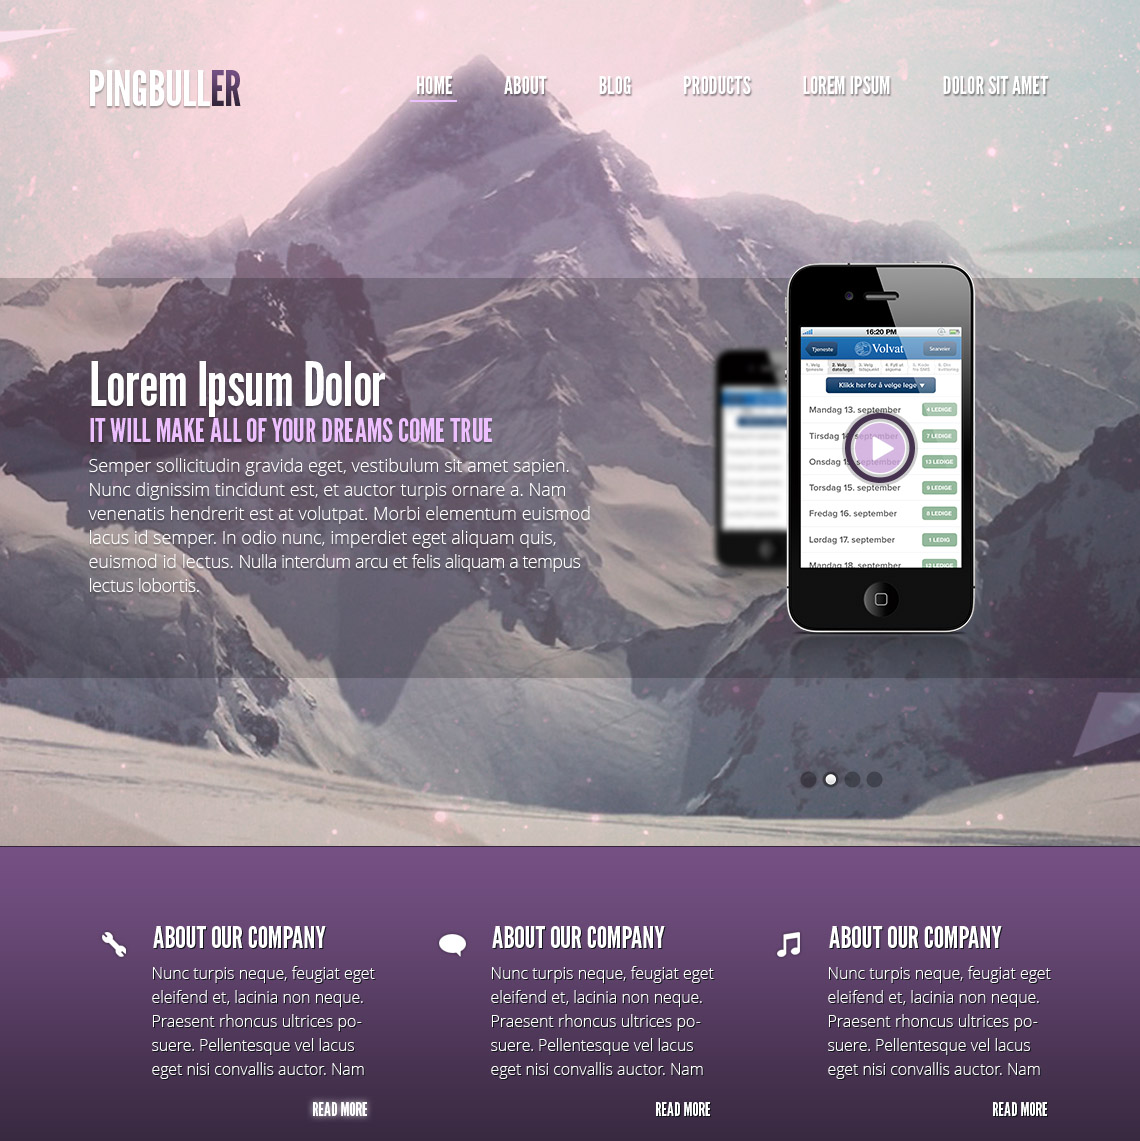 PINGBULLER
HOME ABOUT BLOG PRODUCTS LOREM IPSUM DOLOR SIT AMET
Lorem Ipsum Dolor
IT WILL MAKE ALL OF YOUR DREAMS COME TRUE
Semper sollicitudin gravida eget, vestibulum sit amet sapien.
Nunc dignissim tincidunt est, et auctor turpis ornare a. Nam
venenatis hendrerit est at volutpat. Morbi elementum euismod
lacus id semper. In odio nunc, imperdiet eget aliquam quis,
euismod id lectus. Nulla interdum arcu et felis aliquam a tempus
lectus lobortis.
16:20 PM
Tjeneste Volvat
Klikk her for å velge lege
Mandag 13. september 4 LEDIGE
Tirsdag 14. september 7 LEDIGE
Onsdag 15. september 13 LEDIGE
Torsdag 15. september 9 LEDIGE
Fredag 16. september 8 LEDIGE
Lørdag 17. september 1 LEDIG
Mandag 18. september 12 LEDIGE
ABOUT OUR COMPANY
Nunc turpis neque, feugiat eget
eleifend et, lacinia non neque.
Praesent rhoncus ultrices po-
suere. Pellentesque vel lacus
eget nisi convallis auctor. Nam
READ MORE
ABOUT OUR COMPANY
Nunc turpis neque, feugiat eget
eleifend et, lacinia non neque.
Praesent rhoncus ultrices po-
suere. Pellentesque vel lacus
eget nisi convallis auctor. Nam
READ MORE
ABOUT OUR COMPANY
Nunc turpis neque, feugiat eget
eleifend et, lacinia non neque.
Praesent rhoncus ultrices po-
suere. Pellentesque vel lacus
eget nisi convallis auctor. Nam
READ MORE